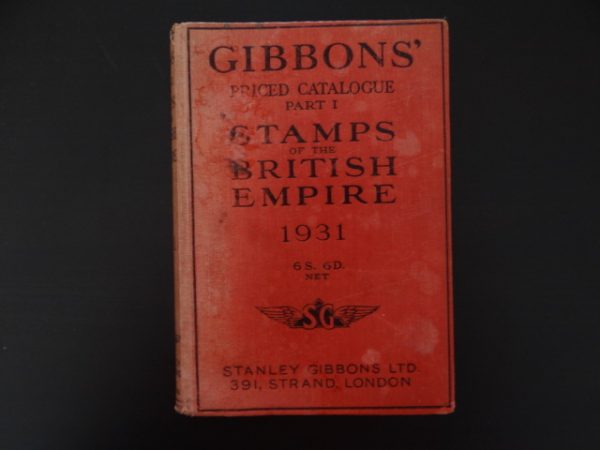 GIBBONS'
PRICED CATALOGUE
PART I
STAMPS
OF THE
BRITISH
EMPIRE
1931
6S. 6D.
NET
SG
STANLEY GIBBONS LTD.
391, STRAND, LONDON